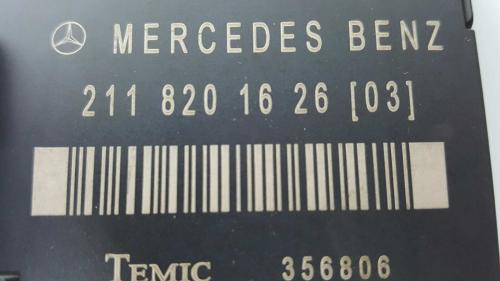 MERCEDES BENZ
211 820 16 26 [03]
TEMIC 356806